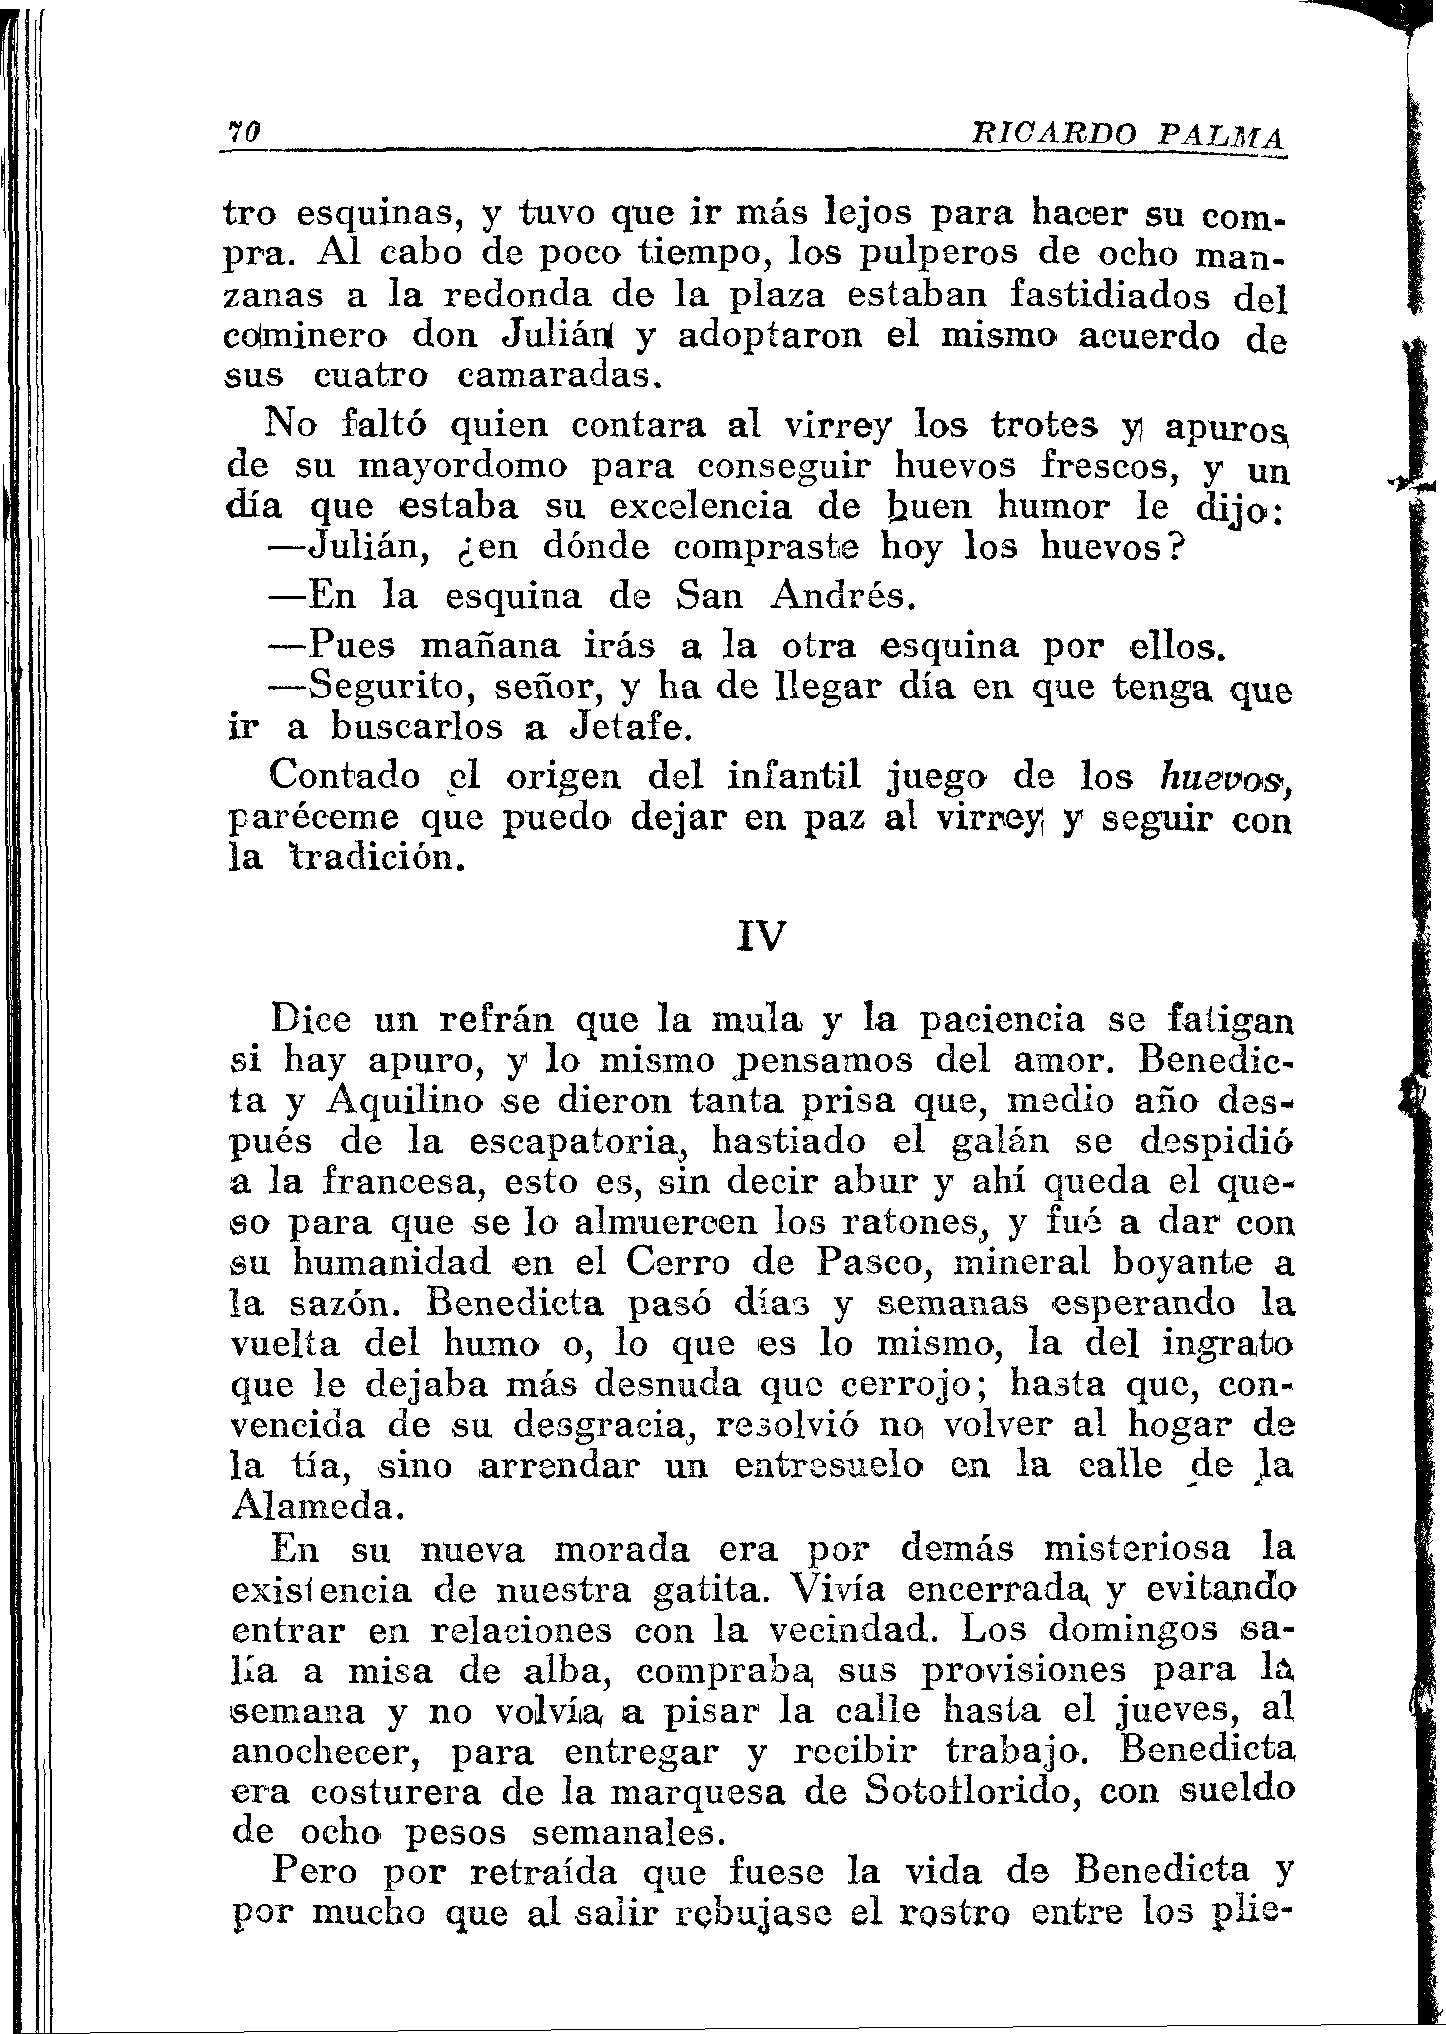 70 RICARDO PALMA
tro esquinas, y tuvo que ir más lejos para hacer su com-
pra. Al cabo de poco tiempo, los pulperos de ocho man-
zanas a la redonda de la plaza estaban fastidiados del
cominero don Julián y adoptaron el mismo acuerdo de
sus cuatro camaradas.
No faltó quien contara al virrey los trotes y apuros
de su mayordomo para conseguir huevos frescos, y un
día que estaba su excelencia de buen humor le dijo:
—Julián, ¿en dónde compraste hoy los huevos?
—En la esquina de San Andrés.
—Pues mañana irás a la otra esquina por ellos.
—Segurito, señor, y ha de llegar día en que tenga que
ir a buscarlos a Jetafe.
Contado el origen del infantil juego de los huevos,
paréceme que puedo dejar en paz al virrey y seguir con
la tradición.
IV
Dice un refrán que la mula y la paciencia se fatigan
si hay apuro, y lo mismo pensamos del amor. Benedic-
ta y Aquilino se dieron tanta prisa que, medio año des-
pués de la escapatoria, hastiado el galán se despidió
a la francesa, esto es, sin decir abur y ahí queda el que-
so para que se lo almuercen los ratones, y fué a dar con
su humanidad en el Cerro de Pasco, mineral boyante a
la sazón. Benedicta pasó días y semanas esperando la
vuelta del humo o, lo que es lo mismo, la del ingrato
que le dejaba más desnuda que cerrojo; hasta que, con-
vencida de su desgracia, resolvió no volver al hogar de
la tía, sino arrendar un entresuelo en la calle de la
Alameda.
En su nueva morada era por demás misteriosa la
existencia de nuestra gatita. Vivía encerrada y evitando
entrar en relaciones con la vecindad. Los domingos sa-
lía a misa de alba, compraba sus provisiones para la
semana y no volvía a pisar la calle hasta el jueves, al
anochecer, para entregar y recibir trabajo. Benedicta
era costurera de la marquesa de Sotoflorido, con sueldo
de ocho pesos semanales.
Pero por retraída que fuese la vida de Benedicta y
por mucho que al salir rebujase el rostro entre los plie-